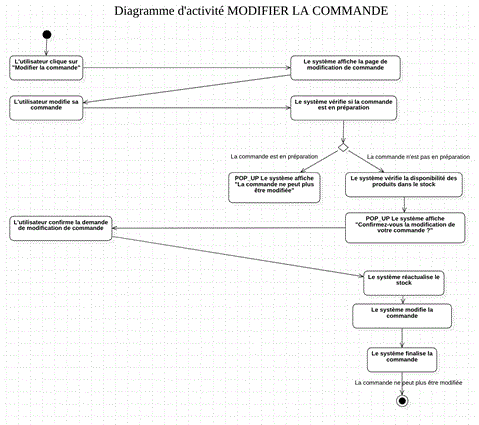 Diagramme d'activité MODIFIER LA COMMANDE
L'utilisateur clique sur
"Modifier la commande"
Le système affiche la page de
modification de commande
L'utilisateur modifie sa
commande
Le système vérifie si la commande
est en préparation
La commande est en préparation
La commande n'est pas en préparation
POP_UP Le système affiche
"La commande ne peut plus
être modifiée"
Le système vérifie la disponibilité des
produits dans le stock
L'utilisateur confirme la demande
de modification de commande
POP_UP Le système affiche
"Confirmez-vous la modification de
votre commande ?"
Le système réactualise le
stock
Le système modifie la
commande
Le système finalise la
commande
La commande ne peut plus être modifiée